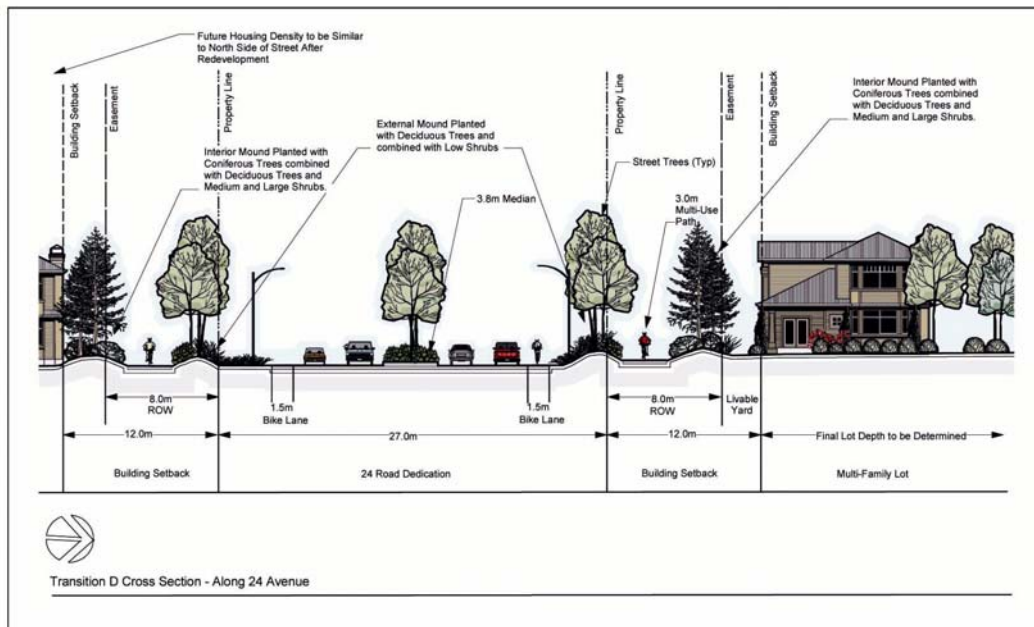 Future Housing Density to be Similar
to North Side of Street After
Redevelopment
Building Setback
Easement
Property Line
Interior Mound Planted with
Coniferous Trees combined
with Deciduous Trees and
Medium and Large Shrubs.
External Mound Planted
with Deciduous Trees and
combined with Low Shrubs
3.8m Median
Property Line
Street Trees (Typ)
3.0m
Multi-Use
Path
Easement
Building Setback
Interior Mound Planted with
Coniferous Trees combined
with Deciduous Trees and
Medium and Large Shrubs.
8.0m
ROW
1.5m
Bike Lane
1.5m
Bike Lane
8.0m
ROW
Livable
Yard
12.0m
27.0m
12.0m
Final Lot Depth to be Determined
Building Setback
24 Road Dedication
Building Setback
Multi-Family Lot
Transition D Cross Section - Along 24 Avenue